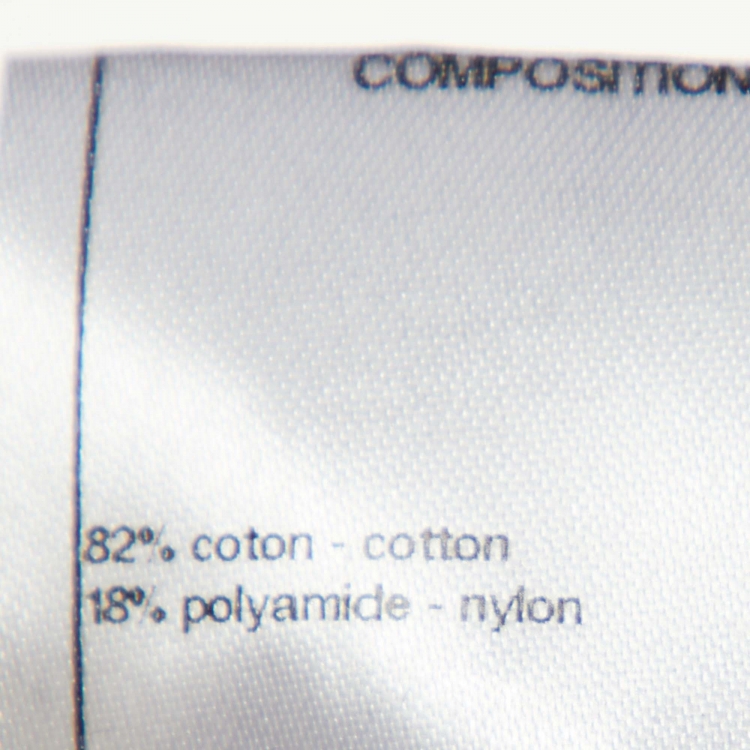 COMPOSITION
82% coton - cotton
18% polyamide - nylon